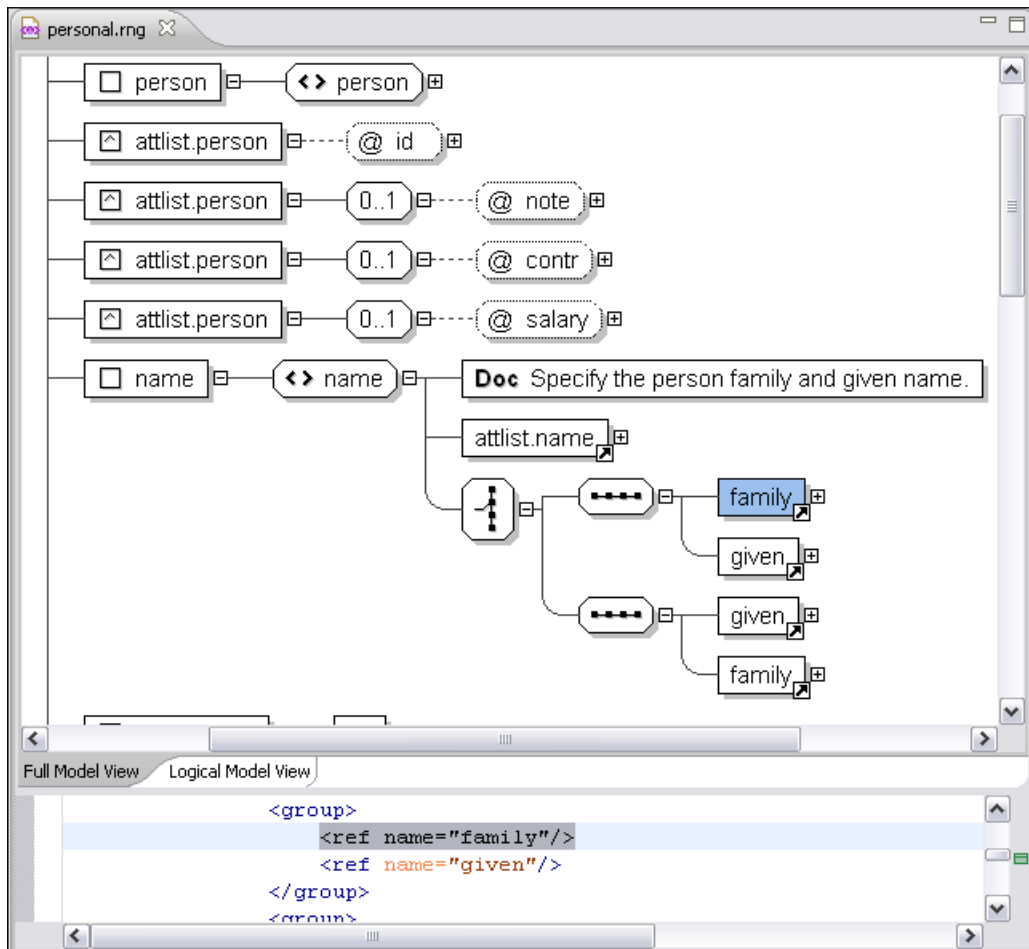 personal.rng
person <> person
attlist.person @ id
attlist.person 0..1 @ note
attlist.person 0..1 @ contr
attlist.person 0..1 @ salary
name <> name Doc Specify the person family and given name.
attlist.name
family
given
given
family
Full Model View Logical Model View
<group>
<ref name="family"/>
<ref name="given"/>
</group>
<group>